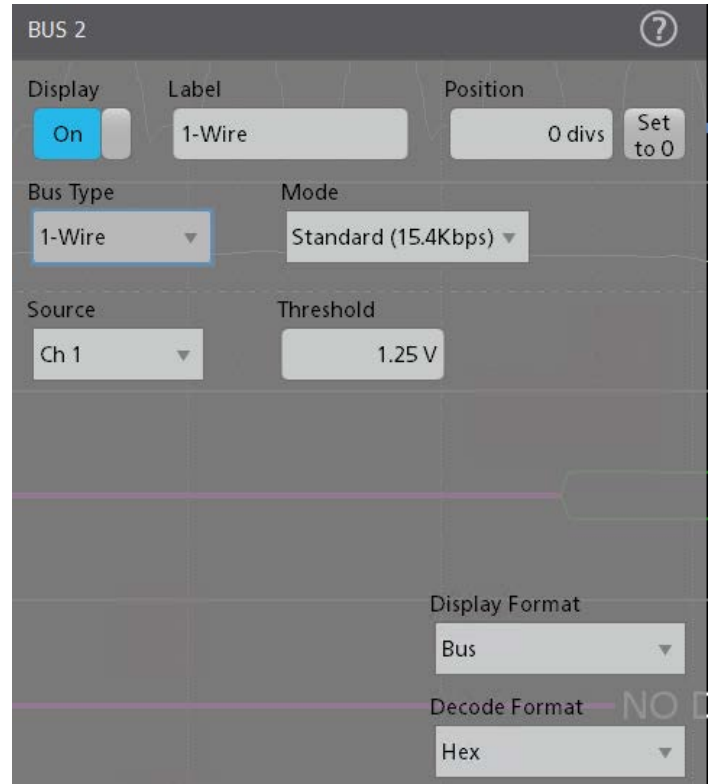 BUS 2
?
Display Label Position
On 1-Wire 0 divs Set to 0
Bus Type Mode
1-Wire Standard (15.4Kbps)
Source Threshold
Ch 1 1.25 V
Display Format
Bus
Decode Format NO
Hex